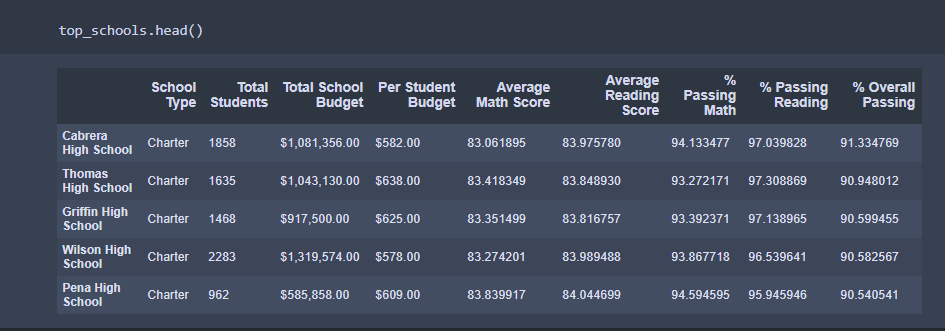 top_schools.head()
School Type Total Students Total School Budget Per Student Budget Average Math Score Average Reading Score % Passing Math % Passing Reading % Overall Passing
Cabrera High School Charter 1858 $1,081,356.00 $582.00 83.061895 83.975780 94.133477 97.039828 91.334769
Thomas High School Charter 1635 $1,043,130.00 $638.00 83.418349 83.848930 93.272171 97.308869 90.948012
Griffin High School Charter 1468 $917,500.00 $625.00 83.351499 83.816757 93.392371 97.138965 90.599455
Wilson High School Charter 2283 $1,319,574.00 $578.00 83.274201 83.989488 93.867718 96.539641 90.582567
Pena High School Charter 962 $585,858.00 $609.00 83.839917 84.044699 94.594595 95.945946 90.540541